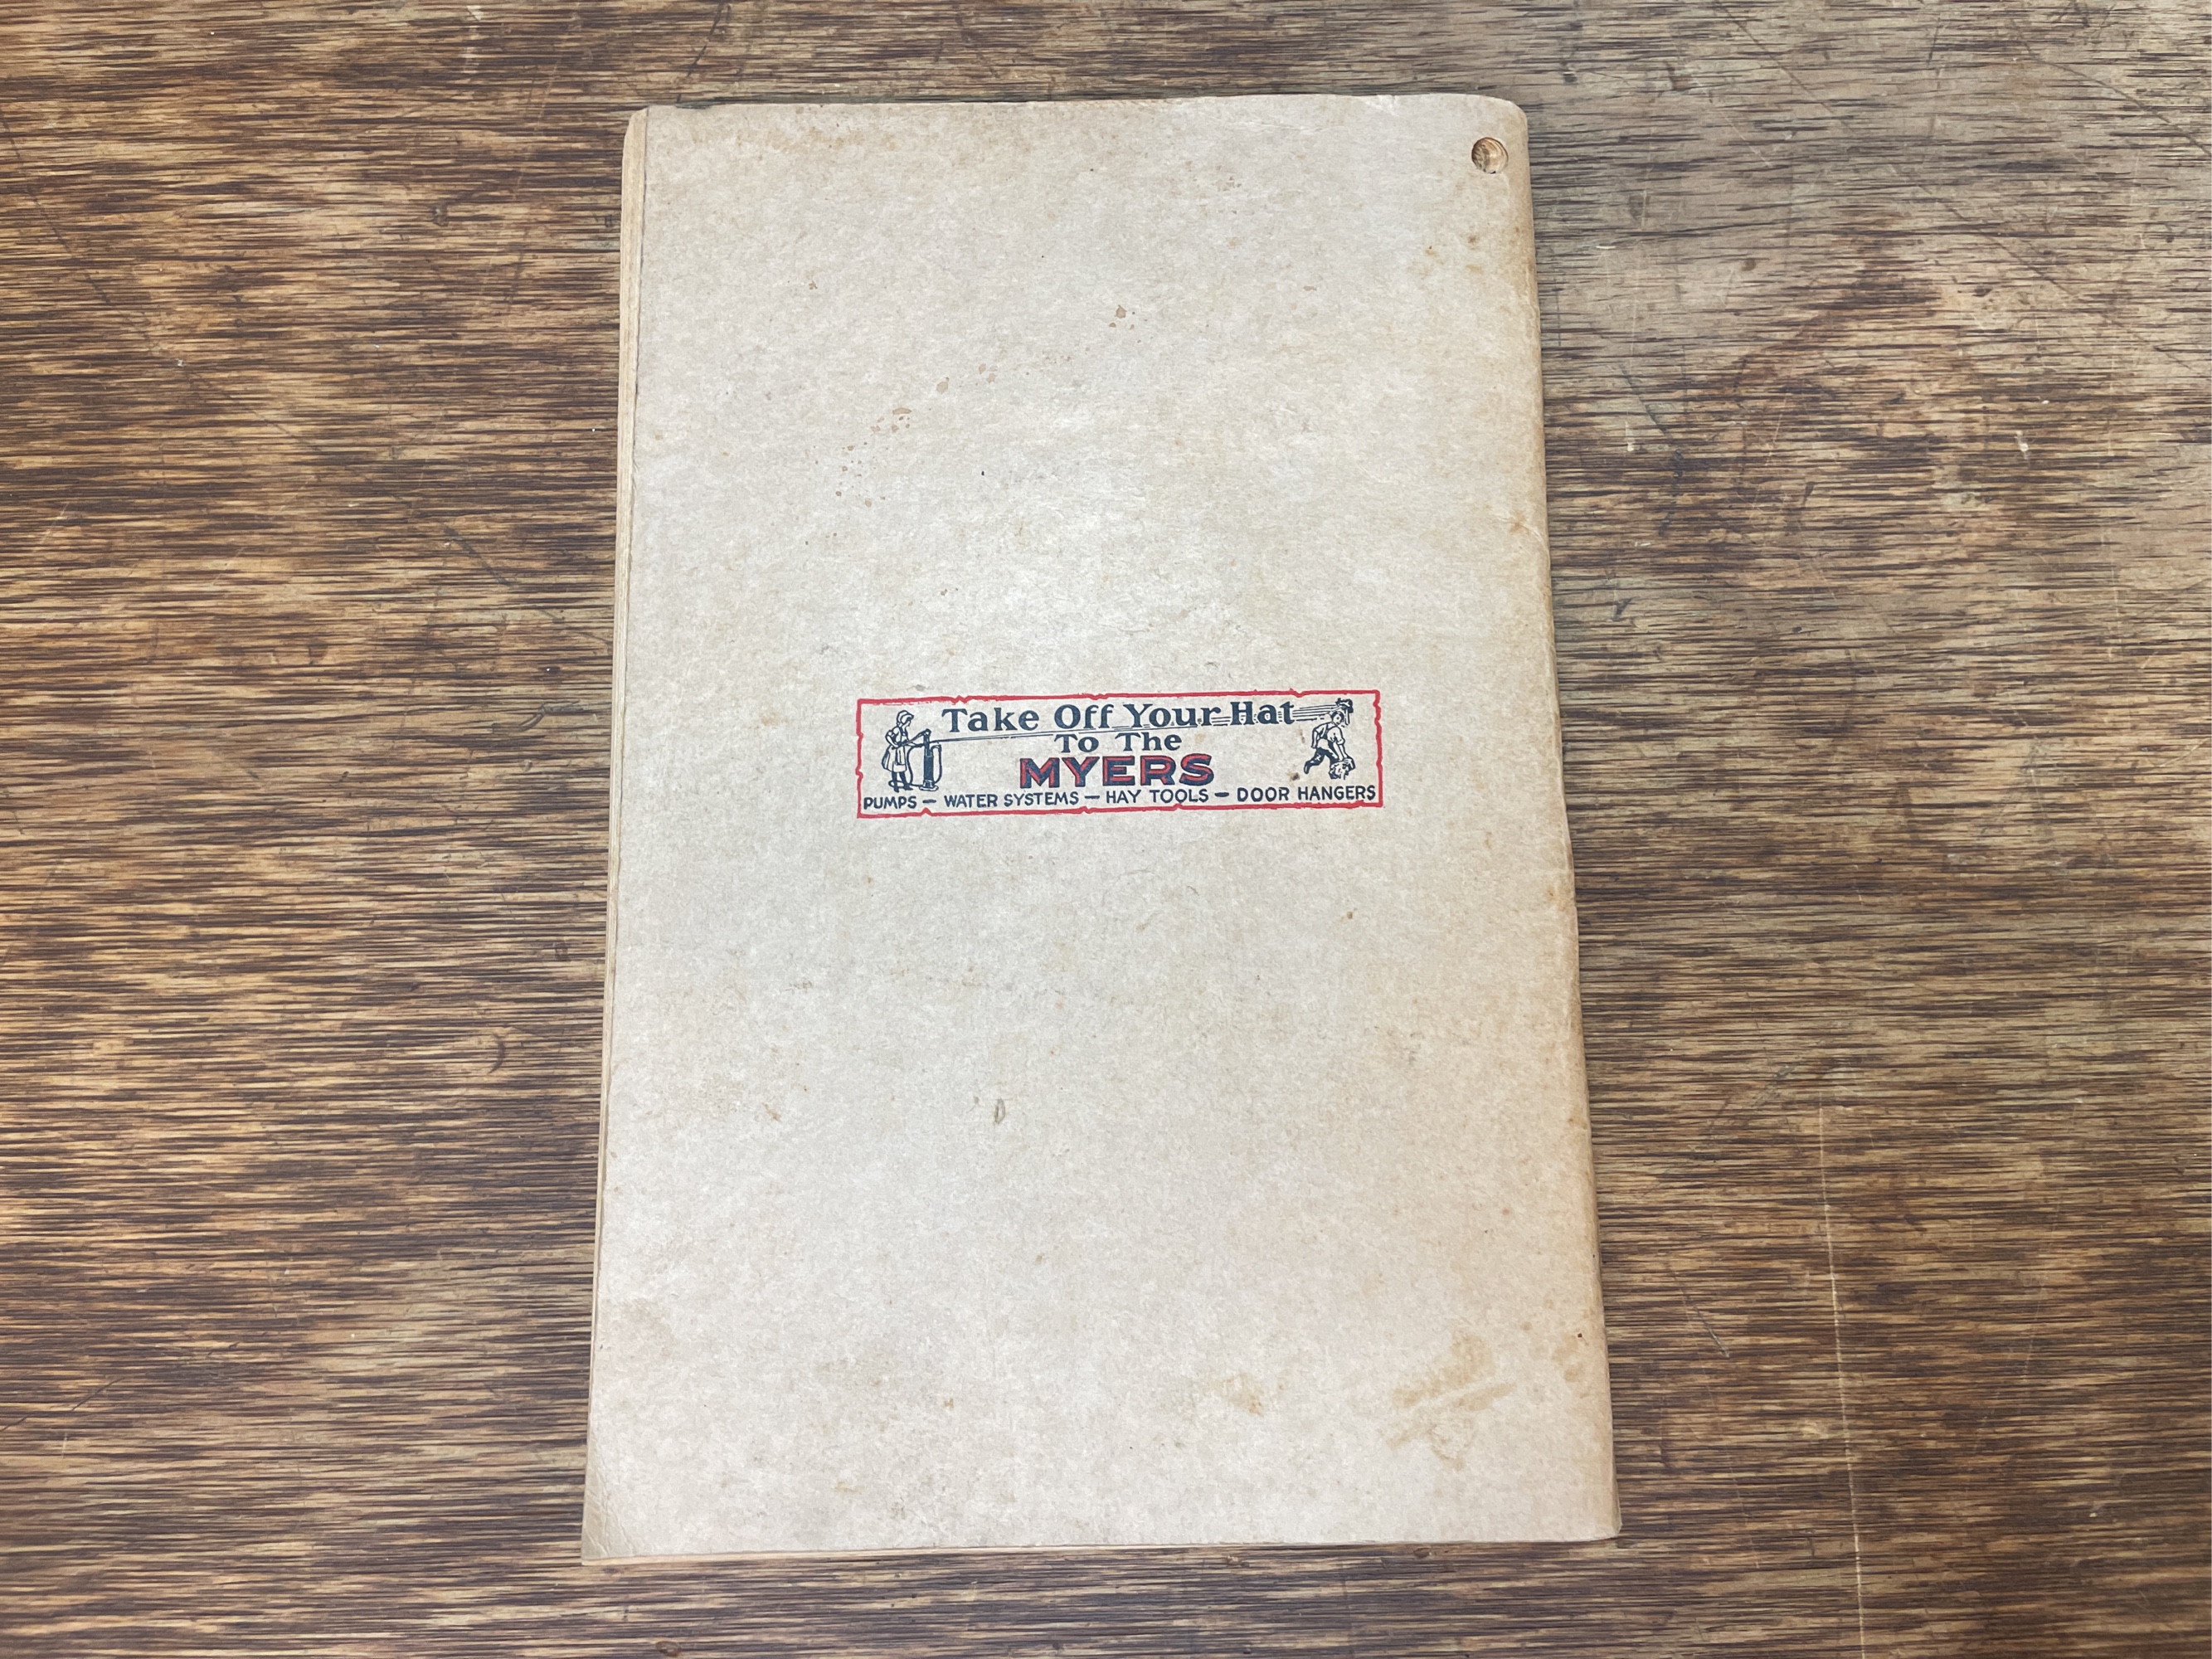 Take Off Your Hat
To The
MYERS
PUMPS – WATER SYSTEMS – HAY TOOLS – DOOR HANGERS